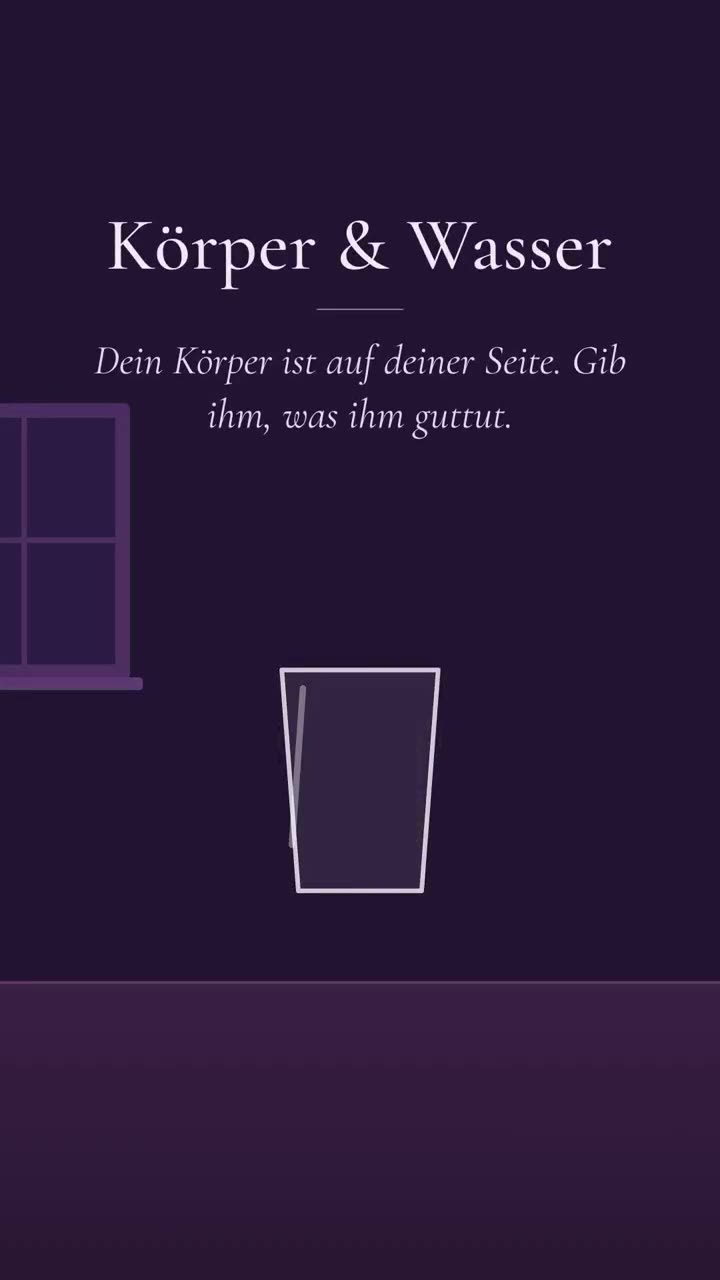 Körper & Wasser
Dein Körper ist auf deiner Seite. Gib
ihm, was ihm guttut.